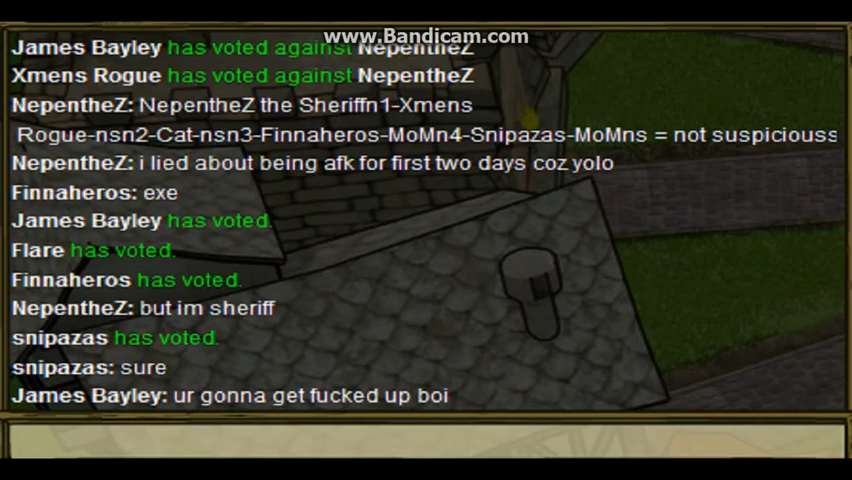 www.Bandicam.com
James Bayley has voted against NepentheZ
Xmens Rogue has voted against NepentheZ
NepentheZ: NepentheZ the Sheriffn1-Xmens
Rogue-nsn2-Cat-nsn3-Finnaheros-MoMn4-Snipazas-MoMns = not suspiciouss
NepentheZ: i lied about being afk for first two days coz yolo
Finnaheros: exe
James Bayley has voted.
Flare has voted.
Finnaheros has voted.
NepentheZ: but im sheriff
snipazas has voted.
snipazas: sure
James Bayley: ur gonna get fucked up boi